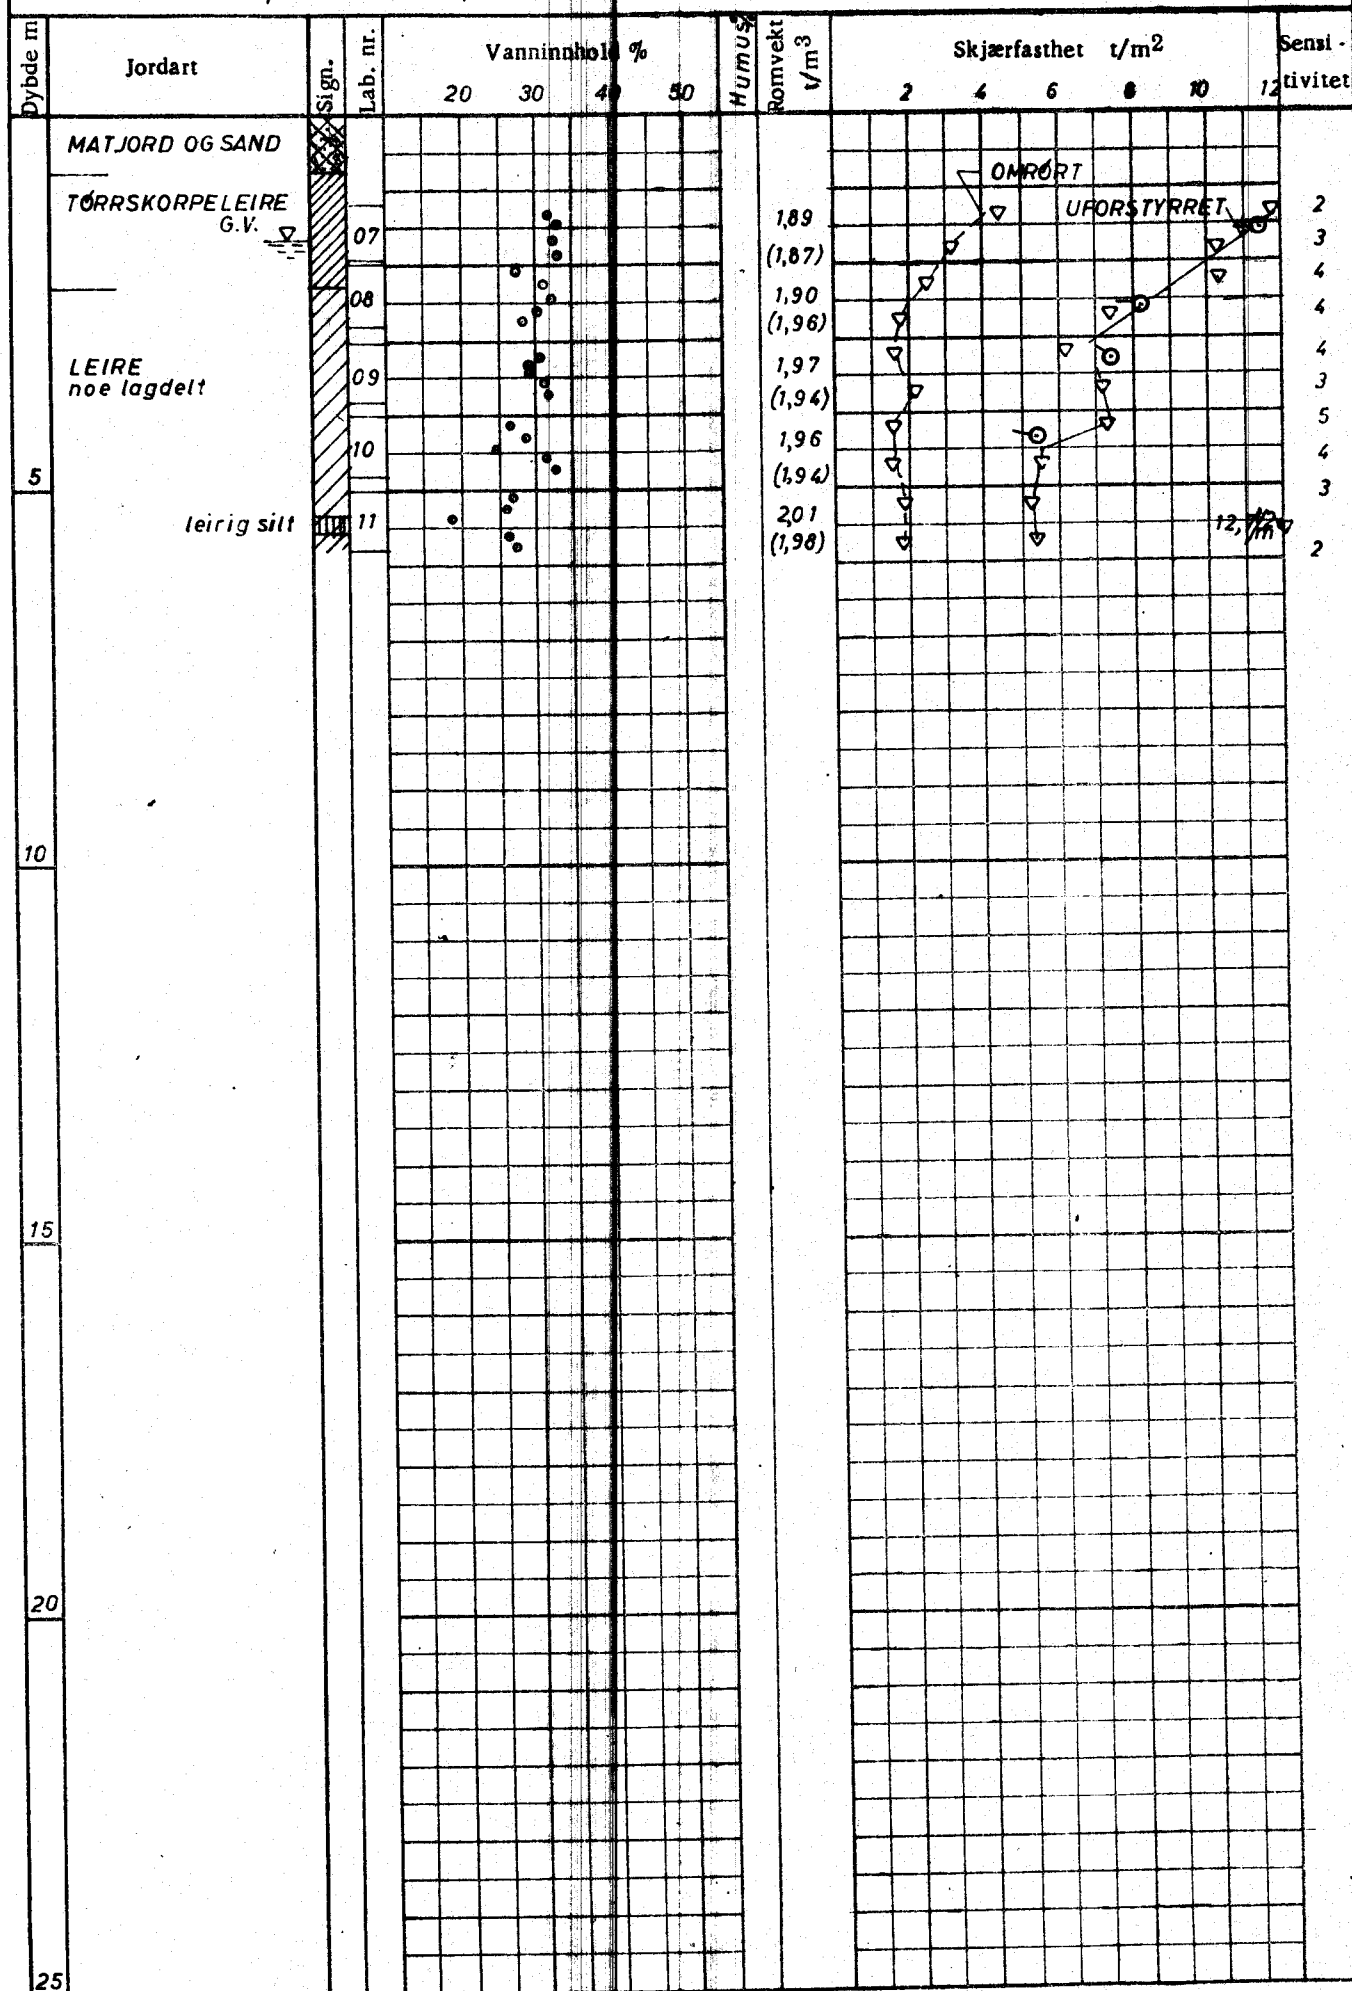 Dybde m
Jordart
Sign.
Lab. nr.
Vanninnhold %
20 30 40 50
Humus
Romvekt t/m3
Skjærfasthet t/m2
2 4 6 8 10 12
Sensi-
tivitet
MATJORD OG SAND
OMRØRT
TØRRSKORPELEIRE
G.V.
UFORSTYRRET
07
1,89
(1,87)
2
3
4
08
1,90
(1,96)
4
LEIRE
noe lagdelt
09
1,97
(1,94)
4
3
5
10
1,96
(1,94)
4
3
5
leirig silt
11
2,01
(1,98)
12,
2
10
15
20
25